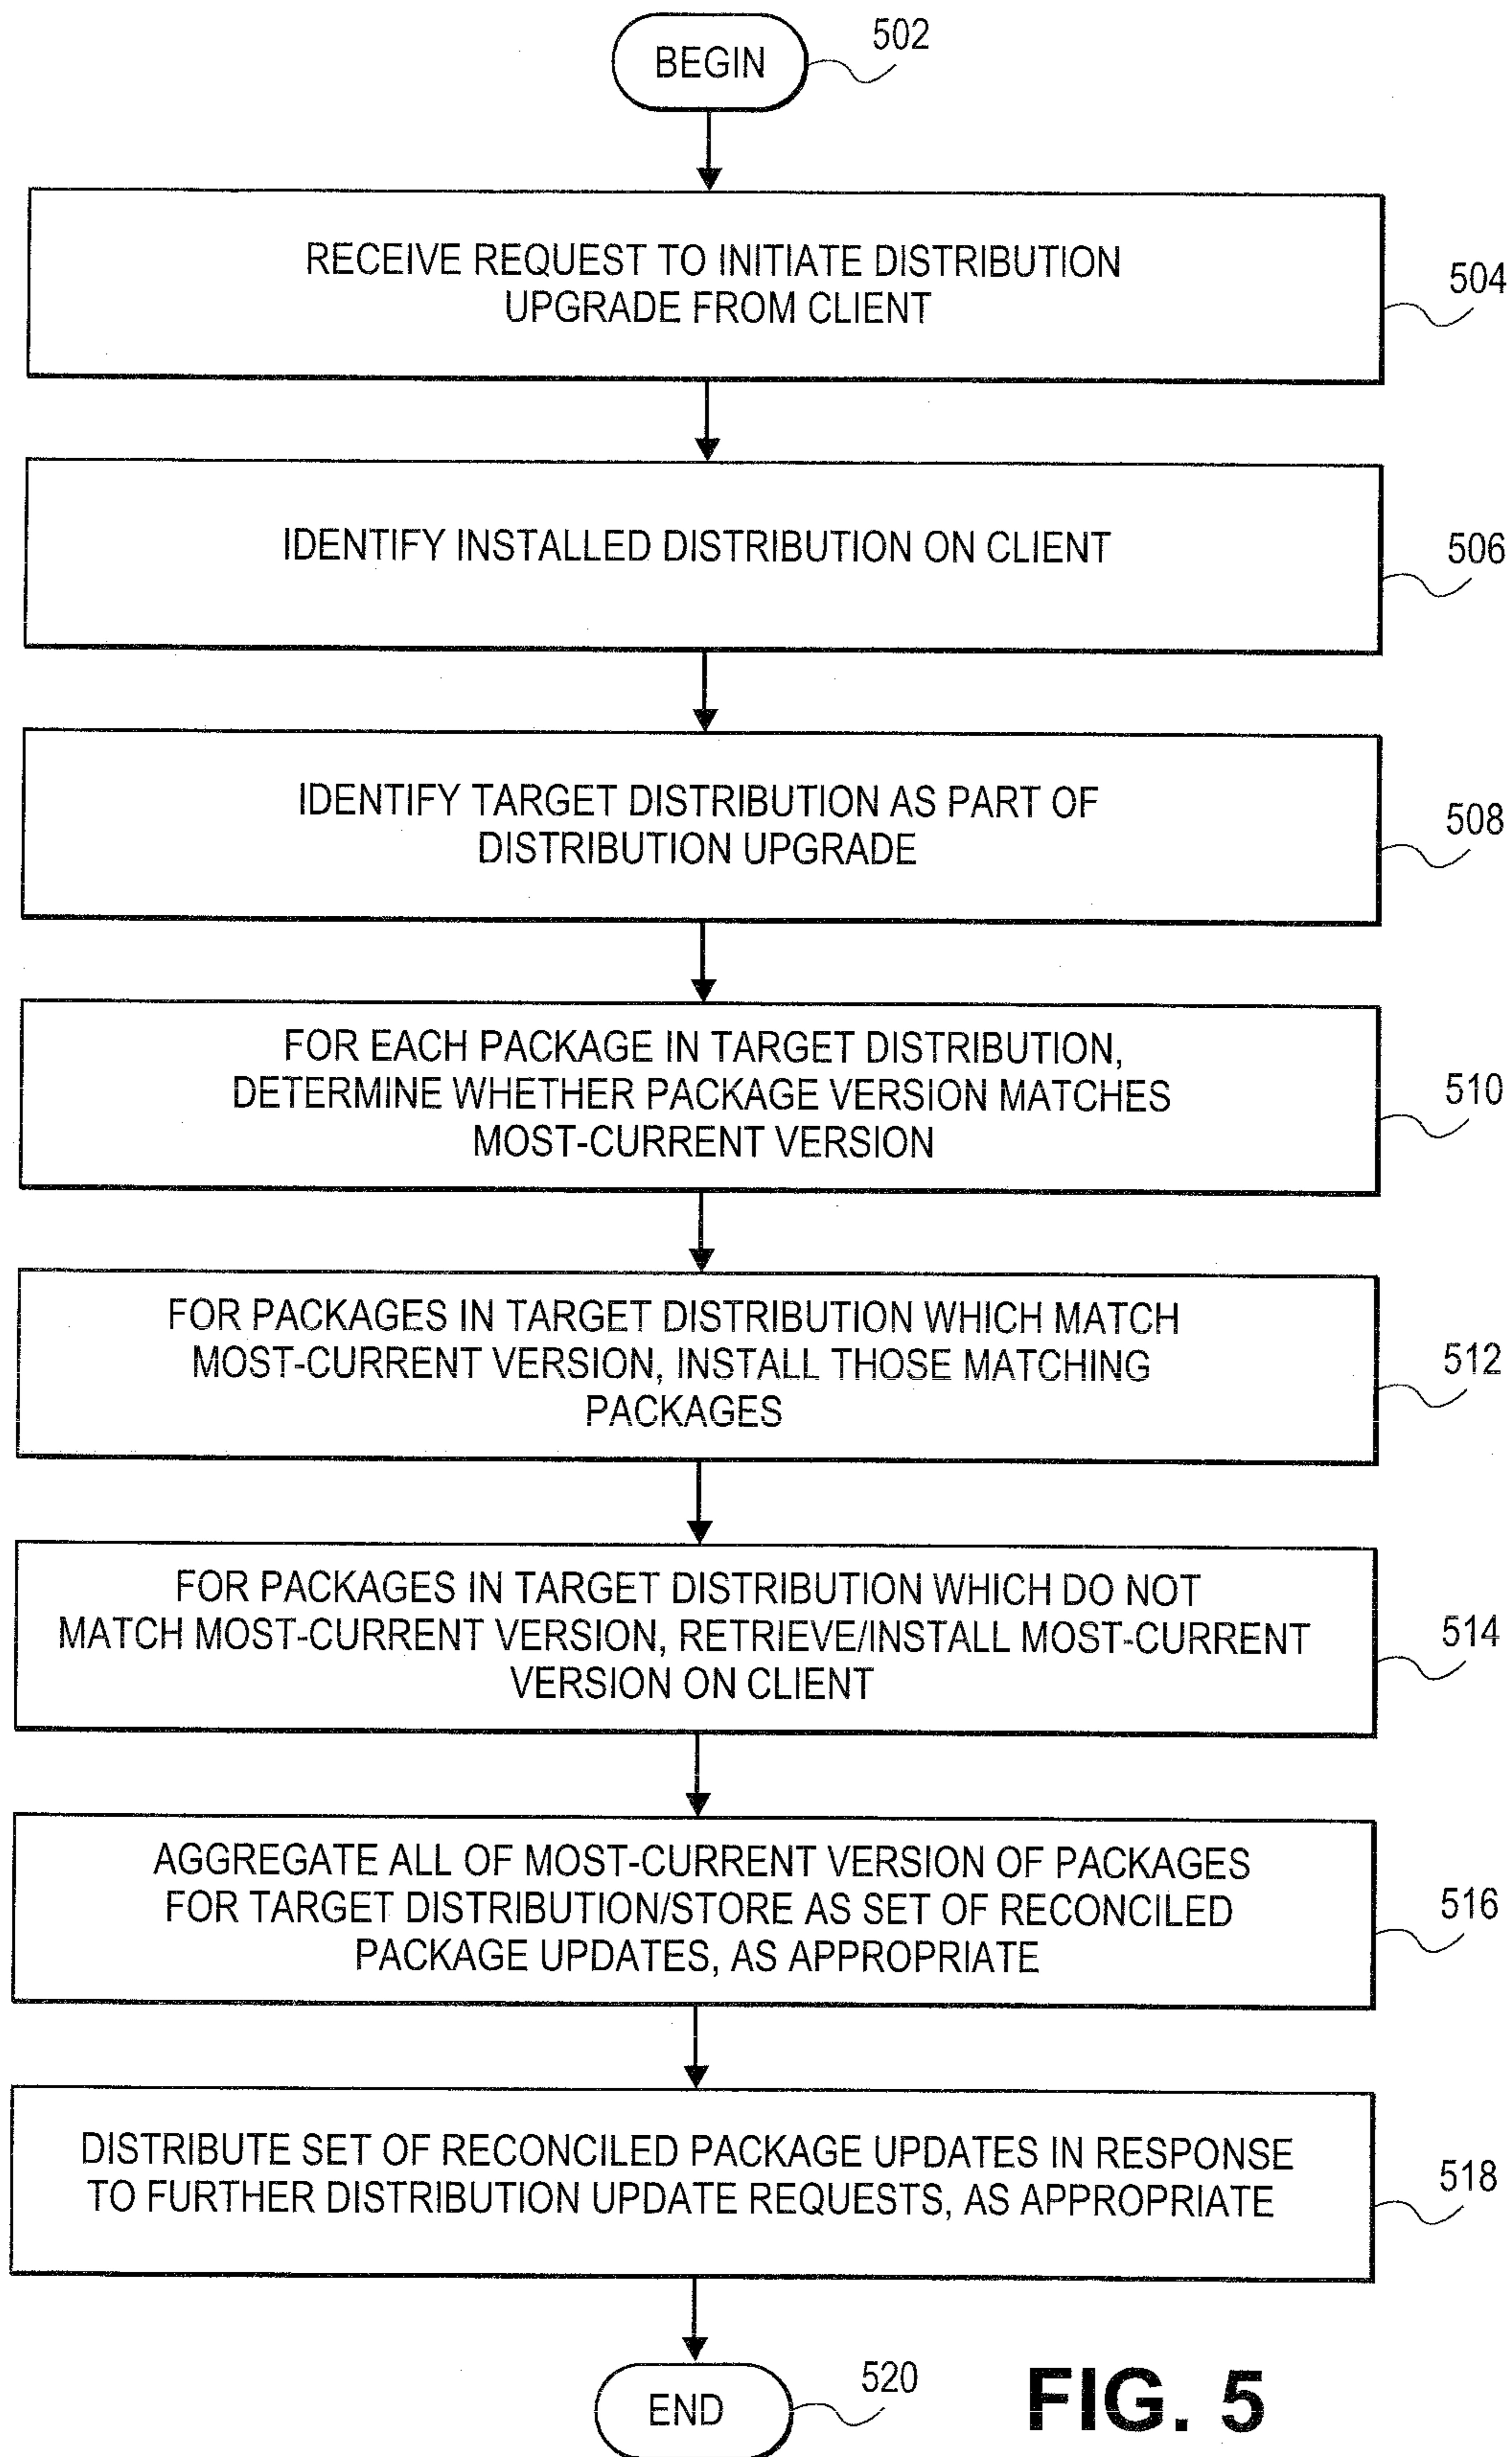 BEGIN
502
RECEIVE REQUEST TO INITIATE DISTRIBUTION
UPGRADE FROM CLIENT
504
IDENTIFY INSTALLED DISTRIBUTION ON CLIENT
506
IDENTIFY TARGET DISTRIBUTION AS PART OF
DISTRIBUTION UPGRADE
508
FOR EACH PACKAGE IN TARGET DISTRIBUTION,
DETERMINE WHETHER PACKAGE VERSION MATCHES
MOST-CURRENT VERSION
510
FOR PACKAGES IN TARGET DISTRIBUTION WHICH MATCH
MOST-CURRENT VERSION, INSTALL THOSE MATCHING
PACKAGES
512
FOR PACKAGES IN TARGET DISTRIBUTION WHICH DO NOT
MATCH MOST-CURRENT VERSION, RETRIEVE/INSTALL MOST-CURRENT
VERSION ON CLIENT
514
AGGREGATE ALL OF MOST-CURRENT VERSION OF PACKAGES
FOR TARGET DISTRIBUTION/STORE AS SET OF RECONCILED
PACKAGE UPDATES, AS APPROPRIATE
516
DISTRIBUTE SET OF RECONCILED PACKAGE UPDATES IN RESPONSE
TO FURTHER DISTRIBUTION UPDATE REQUESTS, AS APPROPRIATE
518
END
520
FIG. 5